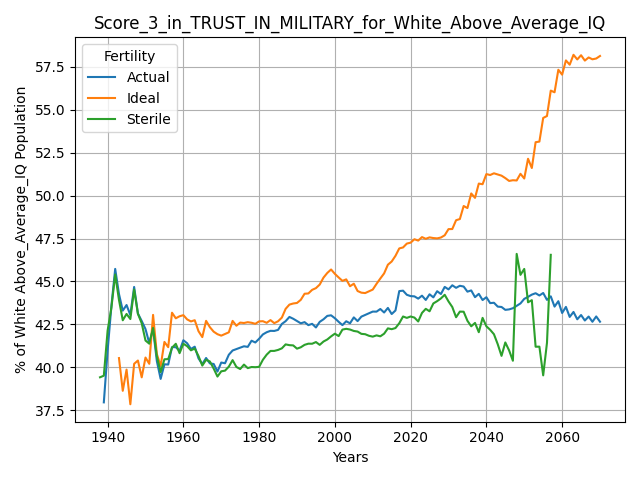 Score_3_in_TRUST_IN_MILITARY_for_White_Above_Average_IQ
Fertility
Actual
Ideal
Sterile
% of White Above_Average_IQ Population
57.5
55.0
52.5
50.0
47.5
45.0
42.5
40.0
37.5
1940
1960
1980
2000
2020
2040
2060
Years